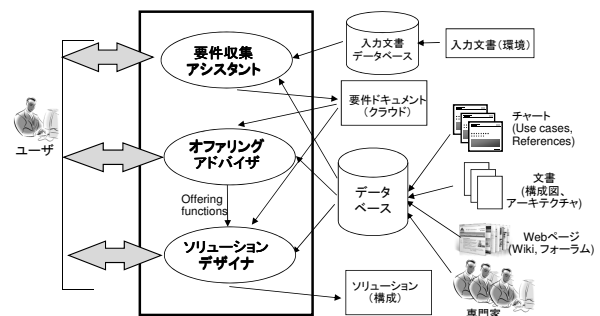 要件収集
アシスタント
入力文書
データベース
入力文書(環境)
要件ドキュメント
(クラウド)
チャート
(Use cases,
References)
ユーザ
オファリング
アドバイザ
データ
ベース
文書
(構成図、
アーキテクチャ)
Offering
functions
Webページ
(Wiki, フォーラム)
ソリューション
デザイナ
ソリューション
(構成)
専門家